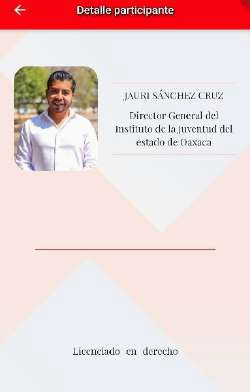 Detalle participante
JAURI SÁNCHEZ CRUZ
Director General del
Instituto de la Juventud del
estado de Oaxaca
Licenciado en derecho